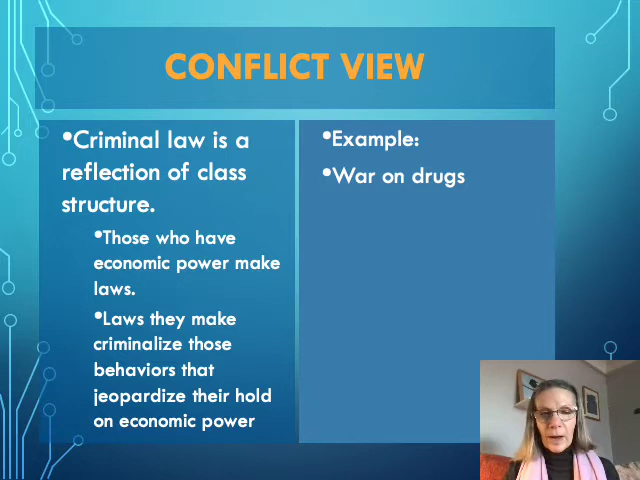 CONFLICT VIEW
•Criminal law is a
reflection of class
structure.
•Those who have
economic power make
laws.
•Laws they make
criminalize those
behaviors that
jeopardize their hold
on economic power
•Example:
•War on drugs